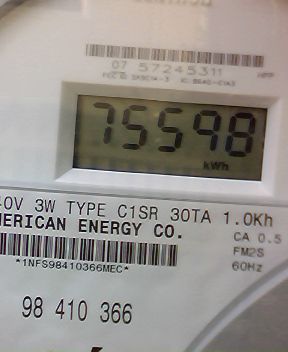 07 57245311
75598
kWh
0V 3W TYPE C1SR 30TA 1.0Kh
MERICAN ENERGY CO.
CA 0.5
FM2S
*1NFS98410366MEC*
60Hz
98 410 366